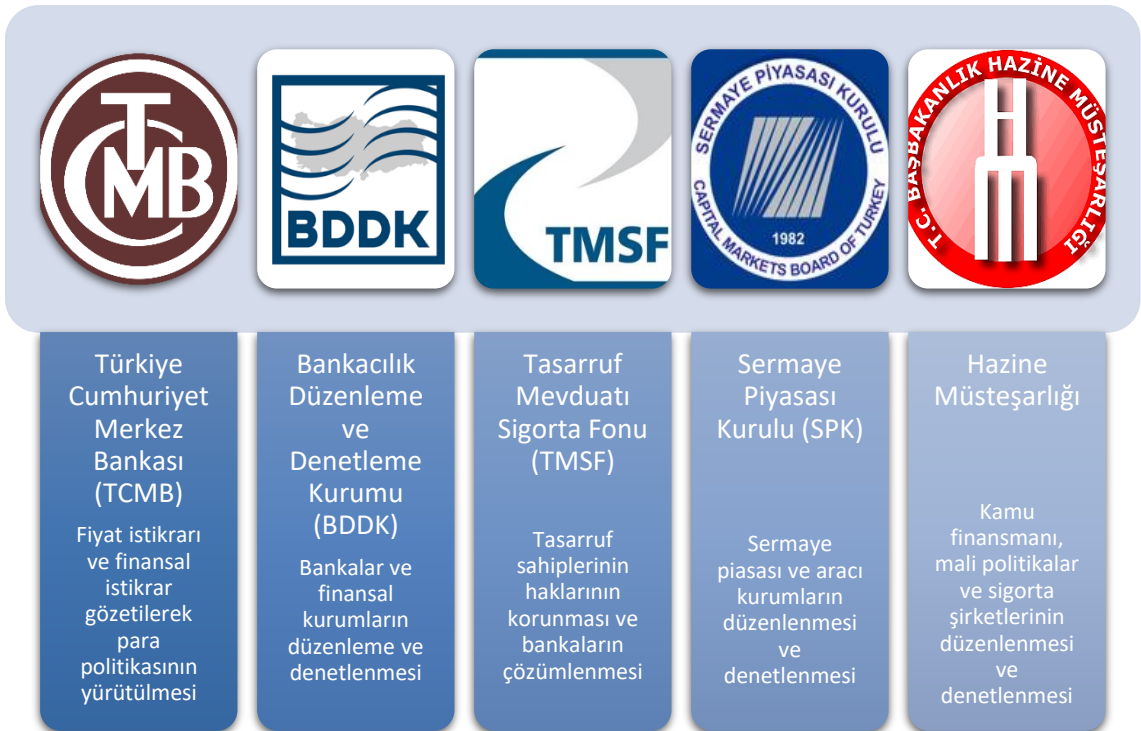 TCMB
BDDK
TMSF
SERMAYE PİYASASI KURULU
CAPITAL MARKETS BOARD OF TURKEY
1982
T.C. BAŞBAKANLIK HAZİNE MÜSTEŞARLIĞI
HM
Türkiye
Cumhuriyet
Merkez
Bankası
(TCMB)
Fiyat istikrarı
ve finansal
istikrar
gözetilerek
para
politikasının
yürütülmesi
Bankacılık
Düzenleme
ve
Denetleme
Kurumu
(BDDK)
Bankalar ve
finansal
kurumların
düzenleme ve
denetlenmesi
Tasarruf
Mevduatı
Sigorta Fonu
(TMSF)
Tasarruf
sahiplerinin
haklarının
korunması ve
bankaların
çözümlenmesi
Sermaye
Piyasası
Kurulu (SPK)
Sermaye
piasası ve aracı
kurumların
düzenlenmesi
ve
denetlenmesi
Hazine
Müsteşarlığı
Kamu
finansmanı,
mali politikalar
ve sigorta
şirketlerinin
düzenlenmesi
ve
denetlenmesi